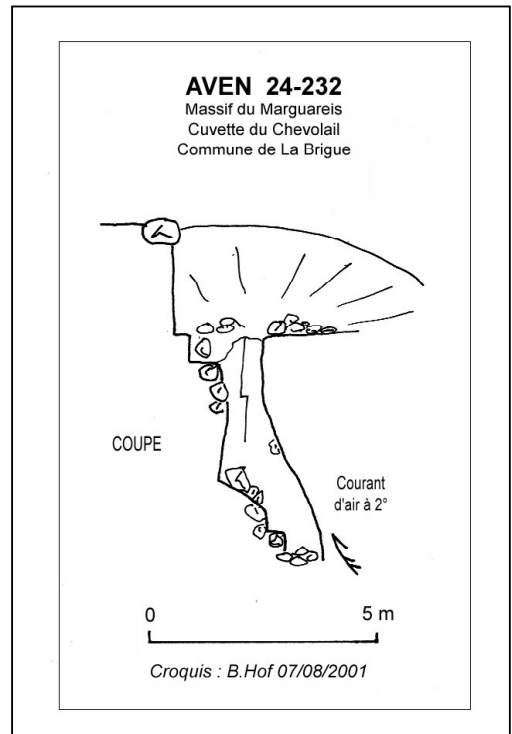 AVEN 24-232
Massif du Marguareis
Cuvette du Chevolail
Commune de La Brigue
COUPE
Courant
d'air à 2°
0 5 m
Croquis : B.Hof 07/08/2001